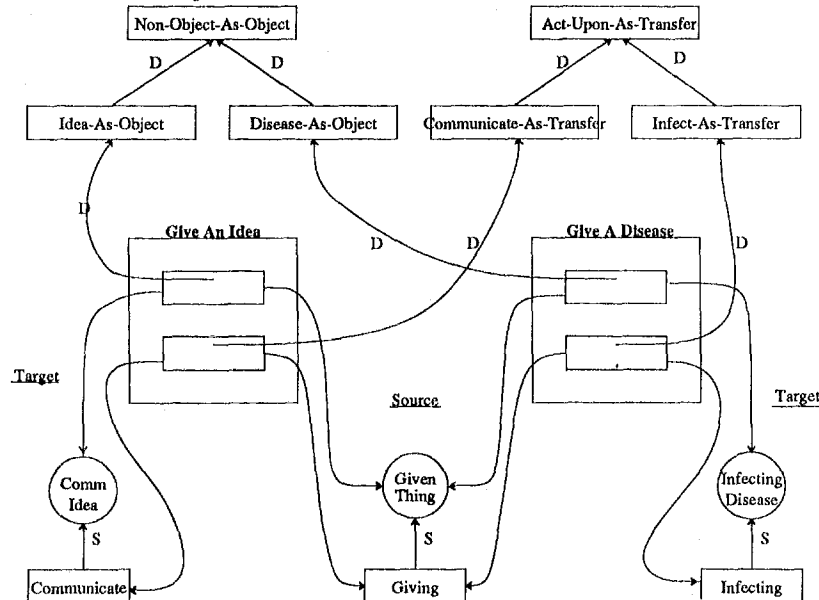 Non-Object-As-Object
Act-Upon-As-Transfer
D
D
D
D
Idea-As-Object
Disease-As-Object
Communicate-As-Transfer
Infect-As-Transfer
D
Give An Idea
D
D
Give A Disease
D
Target
Source
Target
Comm
Idea
Given
Thing
Infecting
Disease
S
S
S
Communicate
Giving
Infecting